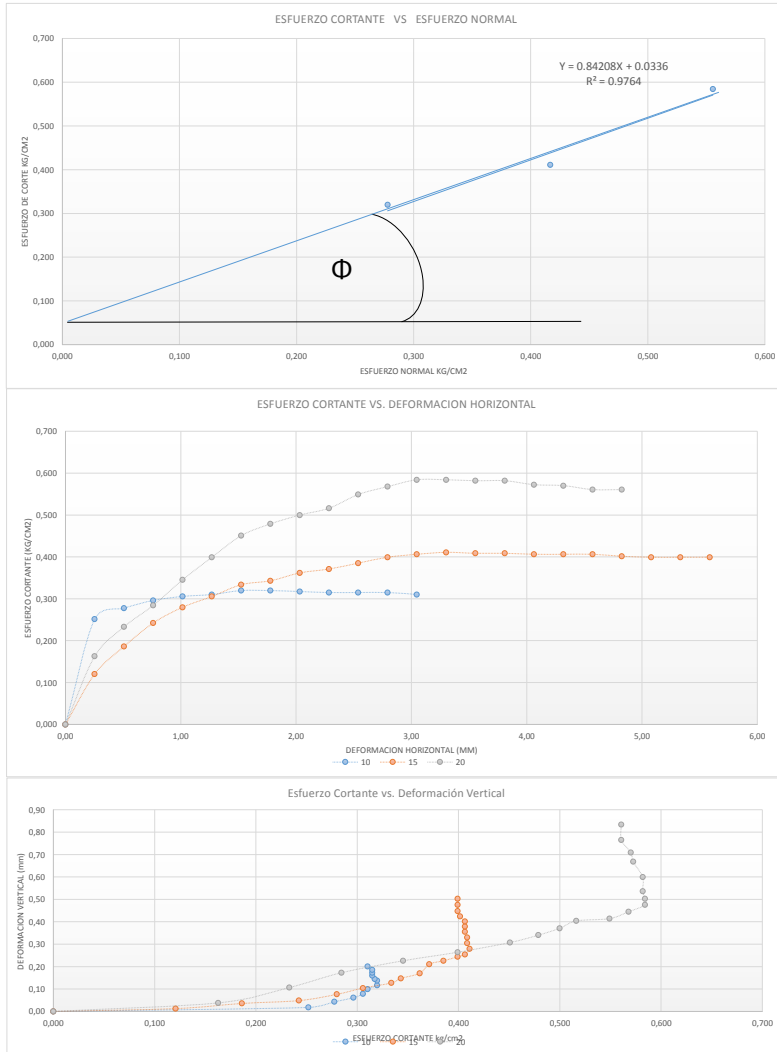 ESFUERZO CORTANTE VS ESFUERZO NORMAL
0,700
0,600
0,500
0,400
0,300
0,200
0,100
0,000
ESFUERZO DE CORTE KG/CM2
Y = 0.84208X + 0.0336
R² = 0.9764
Φ
0,000 0,100 0,200 0,300 0,400 0,500 0,600
ESFUERZO NORMAL KG/CM2
ESFUERZO CORTANTE VS. DEFORMACION HORIZONTAL
0,700
0,600
0,500
0,400
0,300
0,200
0,100
0,000
ESFUERZO CORTANTE (KG/CM2)
0,00 1,00 2,00 3,00 4,00 5,00 6,00
DEFORMACION HORIZONTAL (MM)
10 15 20
Esfuerzo Cortante vs. Deformación Vertical
0,90
0,80
0,70
0,60
0,50
0,40
0,30
0,20
0,10
0,00
DEFORMACION VERTICAL (mm)
0,000 0,100 0,200 0,300 0,400 0,500 0,600 0,700
ESFUERZO CORTANTE kg/cm2
10 15 20